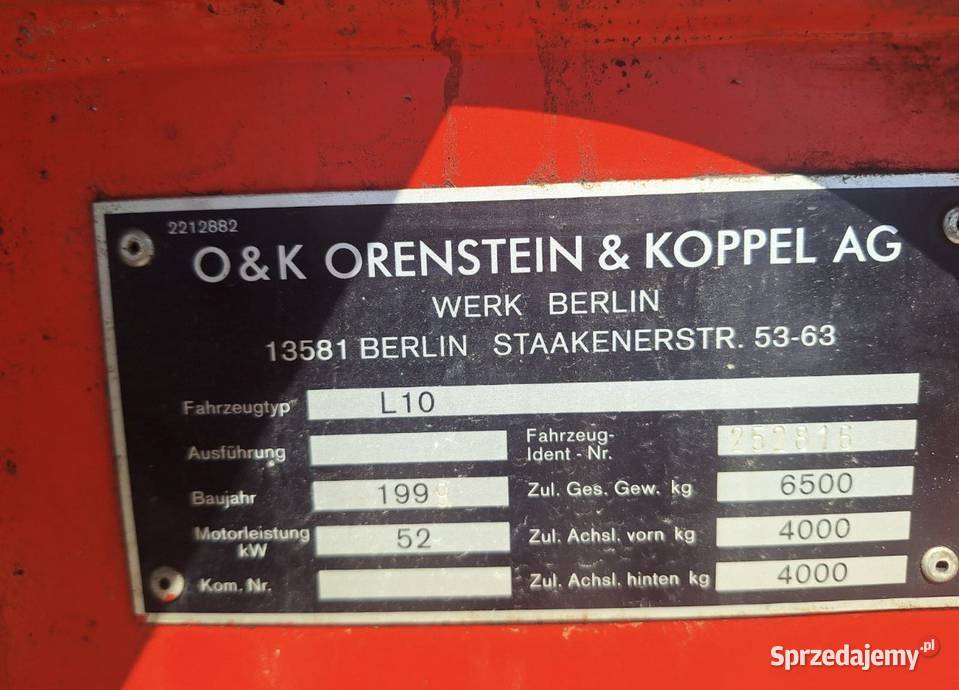 2212882
O & K ORENSTEIN & KOPPEL AG
WERK BERLIN
13581 BERLIN STAAKENERSTR. 53-63
Fahrzeugtyp L10
Ausführung
Fahrzeug-
Ident - Nr.
Baujahr
Zul. Ges. Gew. kg 6500
Motorleistung
kW 52
Zul. Achsl. vorn kg 4000
Kom. Nr.
Zul. Achsl. hinten kg 4000
Sprzedajemy.pl